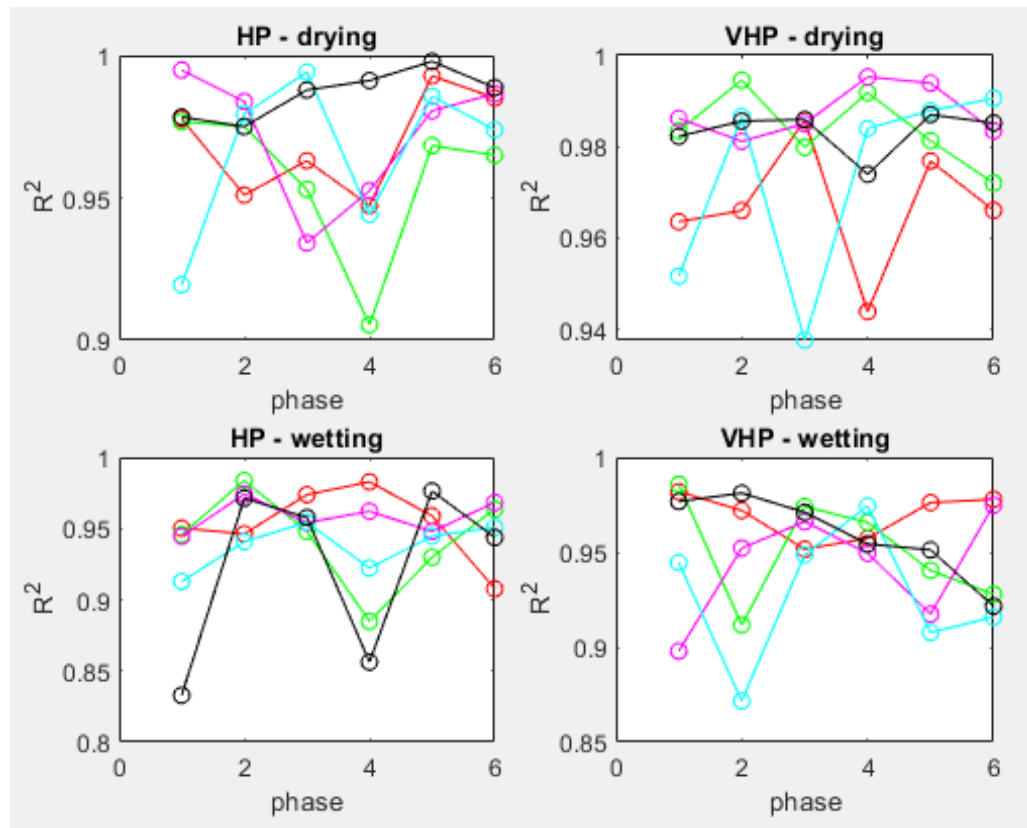 HP - drying
R²
1
0.95
0.9
0 2 4 6
phase
VHP - drying
R²
1
0.98
0.96
0.94
0 2 4 6
phase
HP - wetting
R²
1
0.95
0.9
0.85
0.8
0 2 4 6
phase
VHP - wetting
R²
1
0.95
0.9
0.85
0 2 4 6
phase